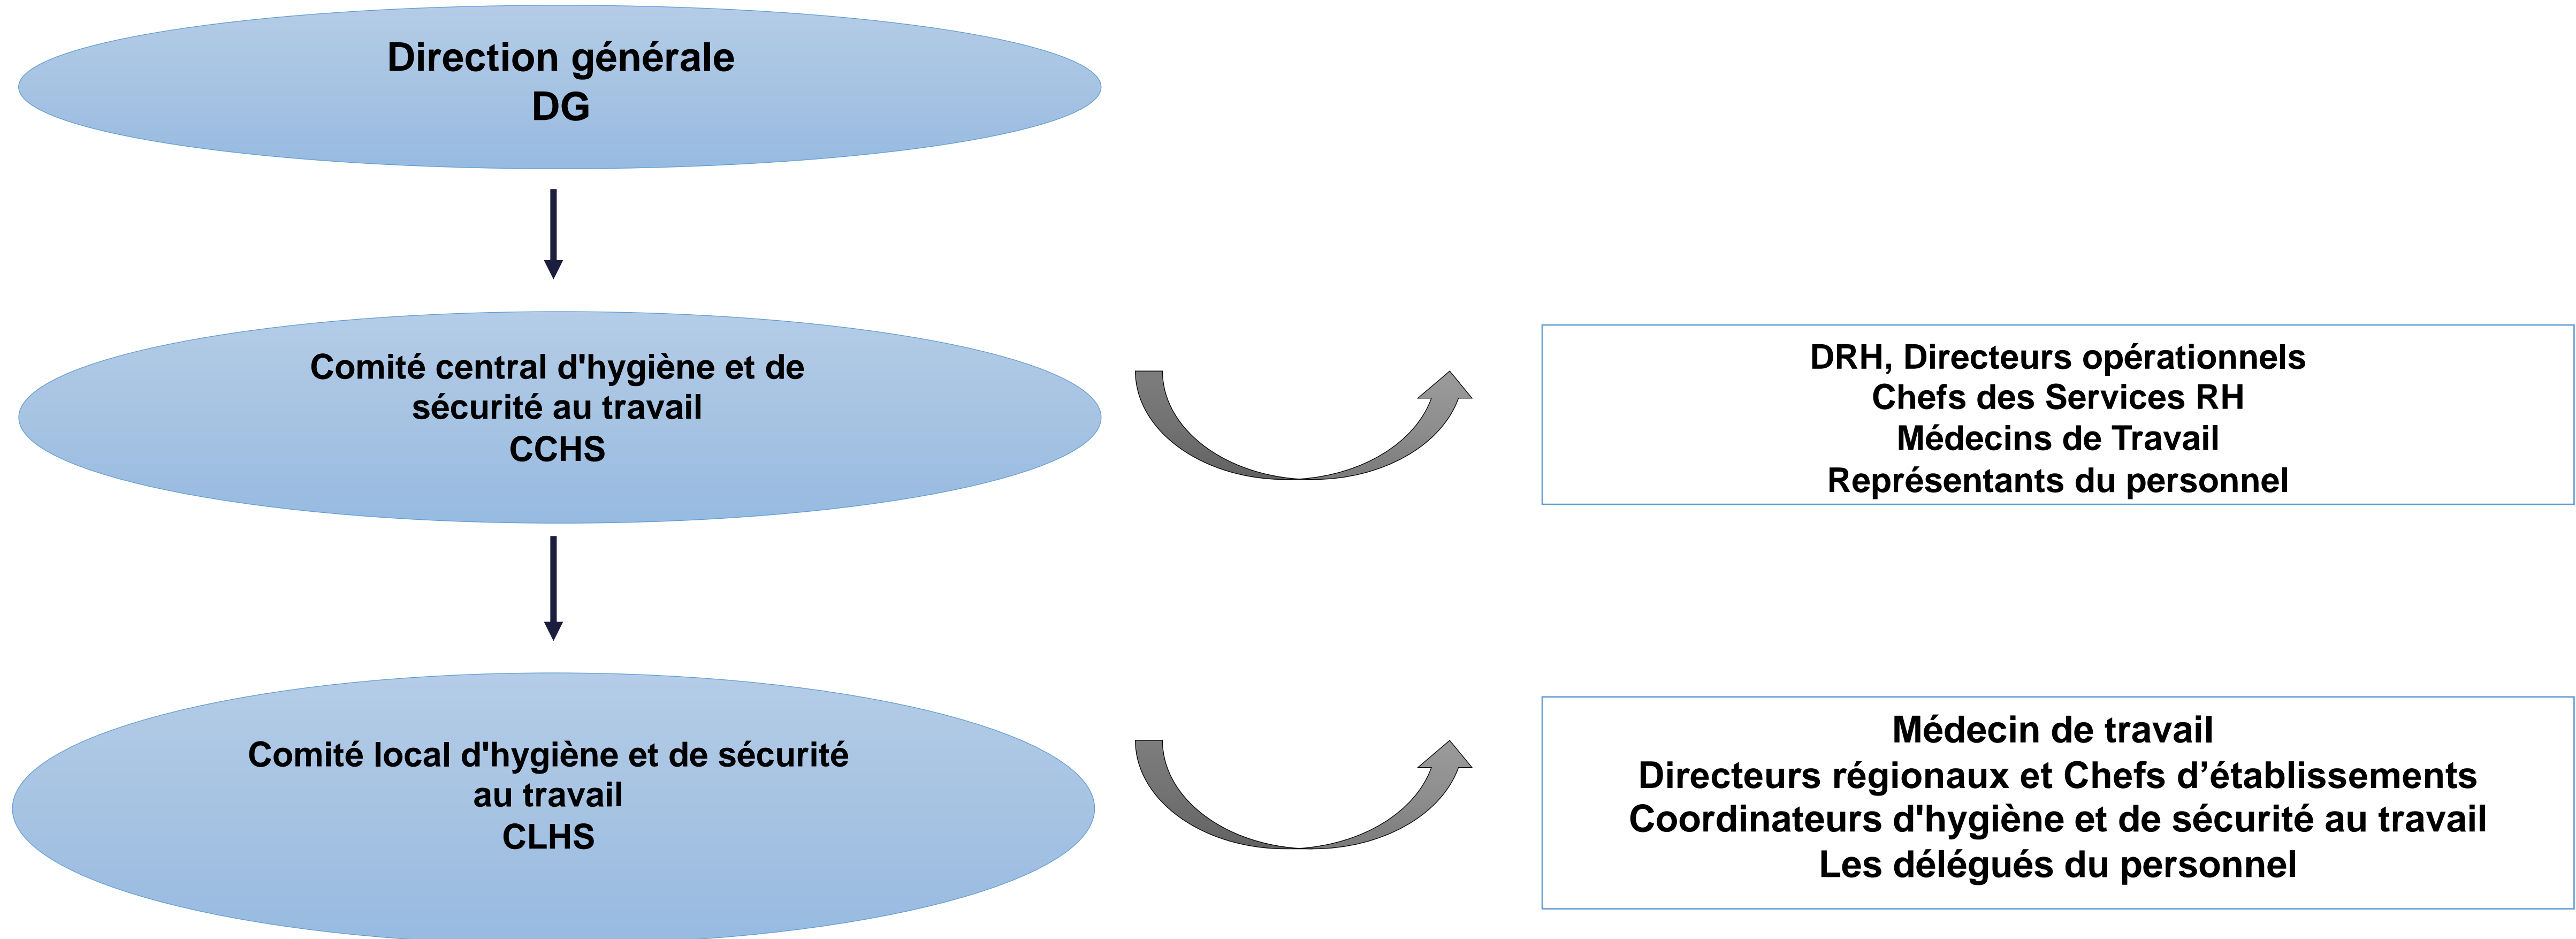 Direction générale
DG
Comité central d'hygiène et de
sécurité au travail
CCHS
DRH, Directeurs opérationnels
Chefs des Services RH
Médecins de Travail
Représentants du personnel
Comité local d'hygiène et de sécurité
au travail
CLHS
Médecin de travail
Directeurs régionaux et Chefs d’établissements
Coordinateurs d'hygiène et de sécurité au travail
Les délégués du personnel